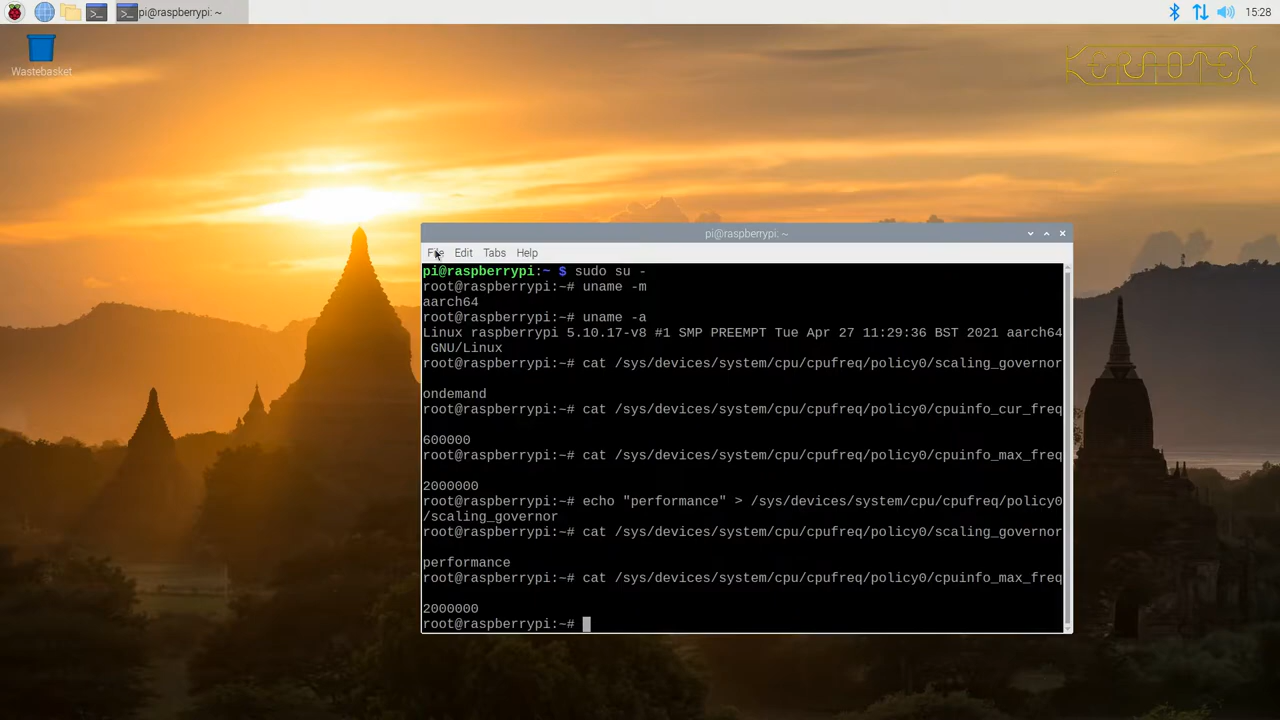 pi@raspberrypi: ~
15:28
Wastebasket
KERAOTEX
pi@raspberrypi: ~
File Edit Tabs Help
pi@raspberrypi:~ $ sudo su -
root@raspberrypi:~# uname -m
aarch64
root@raspberrypi:~# uname -a
Linux raspberrypi 5.10.17-v8 #1 SMP PREEMPT Tue Apr 27 11:29:36 BST 2021 aarch64
GNU/Linux
root@raspberrypi:~# cat /sys/devices/system/cpu/cpufreq/policy0/scaling_governor
ondemand
root@raspberrypi:~# cat /sys/devices/system/cpu/cpufreq/policy0/cpuinfo_cur_freq
600000
root@raspberrypi:~# cat /sys/devices/system/cpu/cpufreq/policy0/cpuinfo_max_freq
2000000
root@raspberrypi:~# echo "performance" > /sys/devices/system/cpu/cpufreq/policy0
/scaling_governor
root@raspberrypi:~# cat /sys/devices/system/cpu/cpufreq/policy0/scaling_governor
performance
root@raspberrypi:~# cat /sys/devices/system/cpu/cpufreq/policy0/cpuinfo_max_freq
2000000
root@raspberrypi:~#